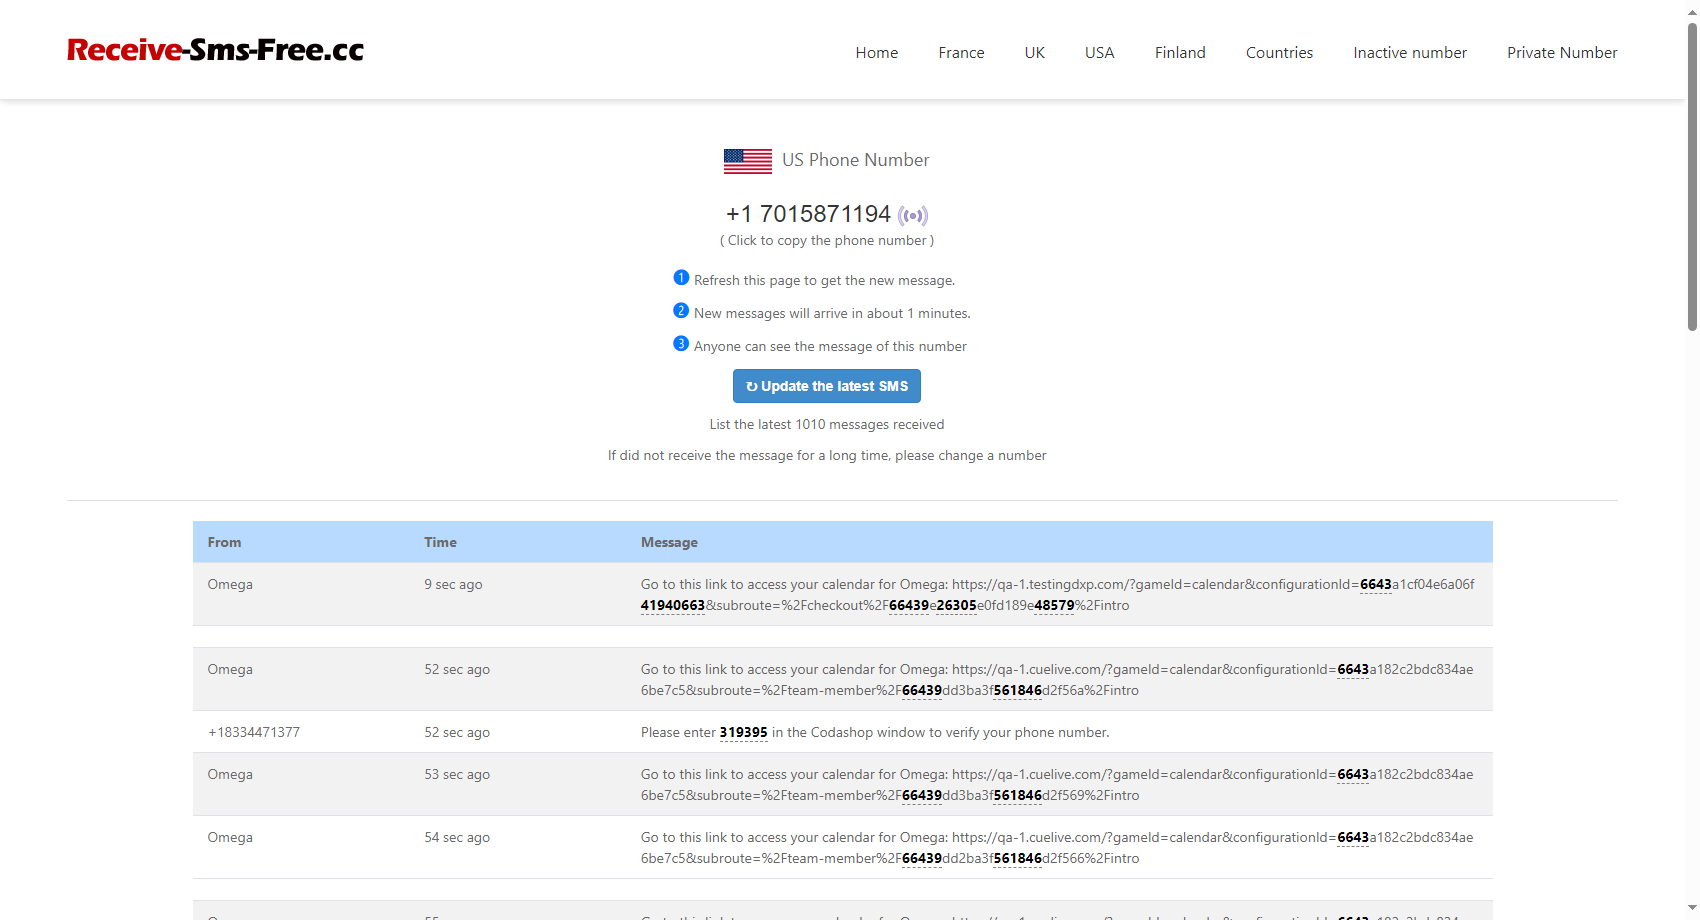 Receive-Sms-Free.cc
Home France UK USA Finland Countries Inactive number Private Number
US Phone Number
+1 7015871194
( Click to copy the phone number )
1 Refresh this page to get the new message.
2 New messages will arrive in about 1 minutes.
3 Anyone can see the message of this number
↻ Update the latest SMS
List the latest 1010 messages received
If did not receive the message for a long time, please change a number
From Time Message
Omega 9 sec ago Go to this link to access your calendar for Omega: https://qa-1.testingdxp.com/?gameId=calendar&configurationId=6643a1cf04e6a06f
41940663&subroute=%2Fcheckout%2F66439e26305e0fd189e48579%2Fintro
Omega 52 sec ago Go to this link to access your calendar for Omega: https://qa-1.cuelive.com/?gameId=calendar&configurationId=6643a182c2bdc834ae
6be7c5&subroute=%2Fteam-member%2F66439dd3ba3f561846d2f56a%2Fintro
+18334471377 52 sec ago Please enter 319395 in the Codashop window to verify your phone number.
Omega 53 sec ago Go to this link to access your calendar for Omega: https://qa-1.cuelive.com/?gameId=calendar&configurationId=6643a182c2bdc834ae
6be7c5&subroute=%2Fteam-member%2F66439dd3ba3f561846d2f569%2Fintro
Omega 54 sec ago Go to this link to access your calendar for Omega: https://qa-1.cuelive.com/?gameId=calendar&configurationId=6643a182c2bdc834ae
6be7c5&subroute=%2Fteam-member%2F66439dd2ba3f561846d2f566%2Fintro